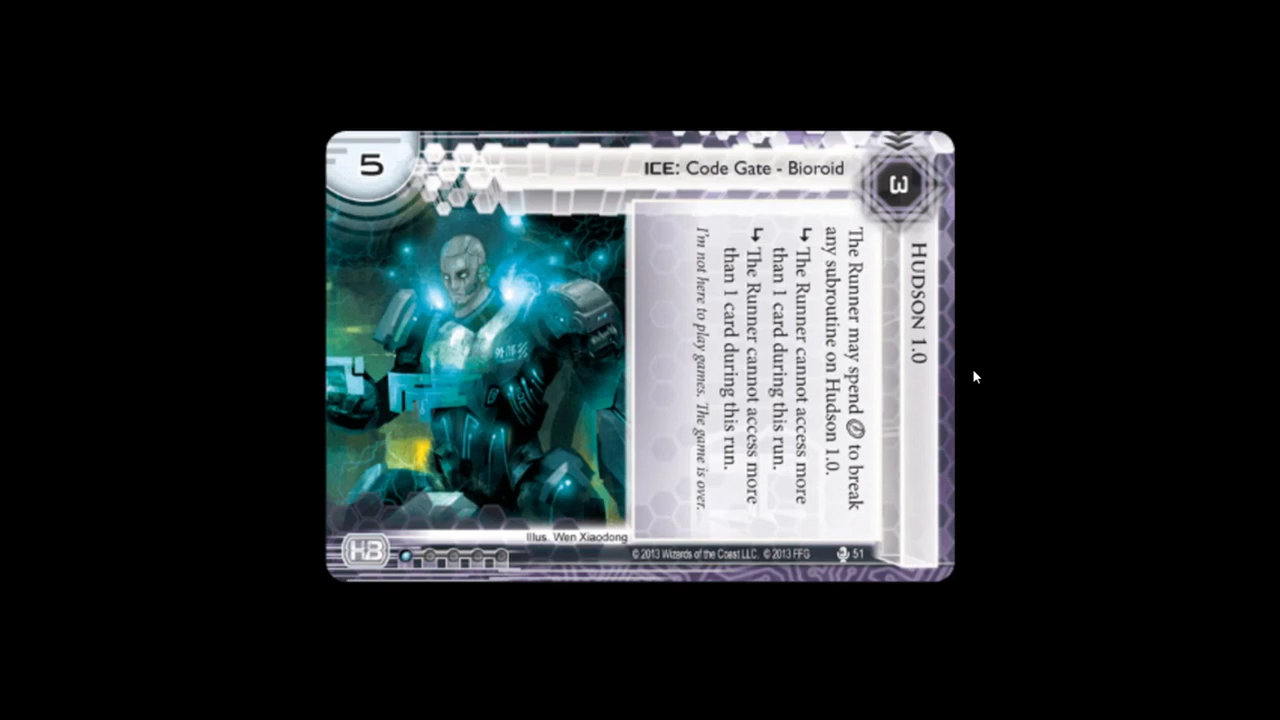 5
ICE: Code Gate - Bioroid
3
HUDSON 1.0
The Runner may spend to break
any subroutine on Hudson 1.0.
↳ The Runner cannot access more
than 1 card during this run.
↳ The Runner cannot access more
than 1 card during this run.
I'm not here to play games. The game is over.
外部
Illus. Wen Xiaodong
HB
© 2013 Wizards of the Coast LLC. © 2013 FFG
51